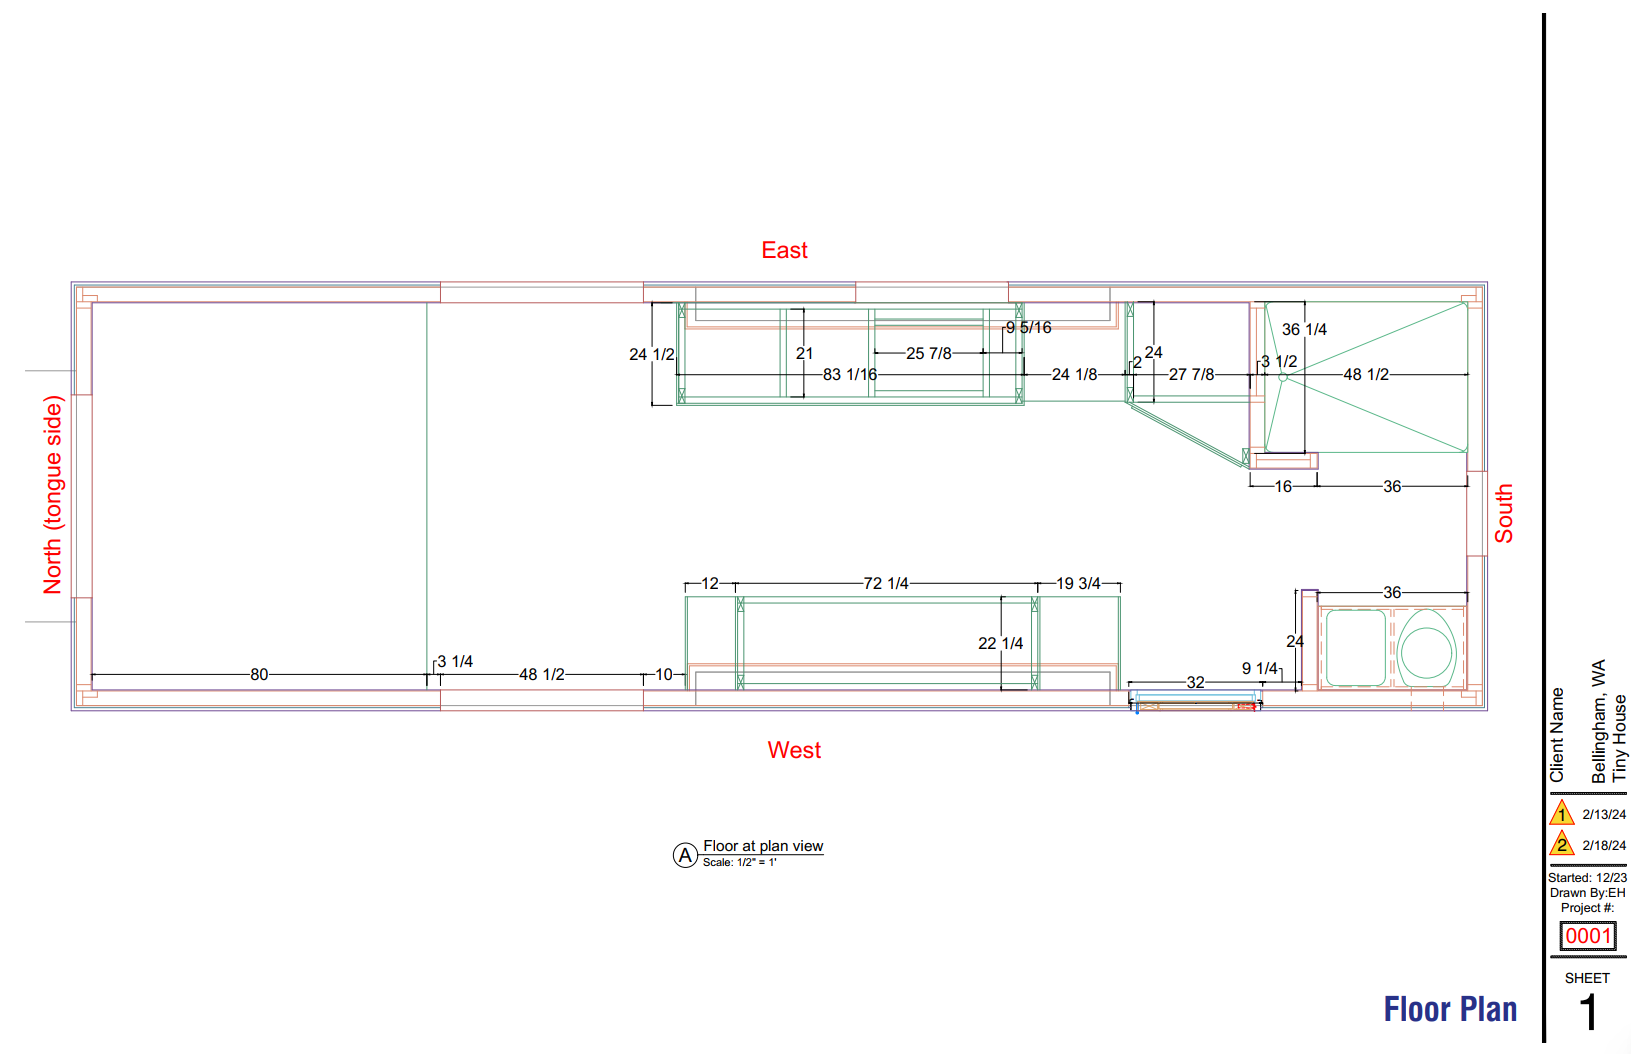 East
9 5/16
36 1/4
24 1/2
21
25 7/8
2
24
3 1/2
83 1/16
24 1/8
27 7/8
48 1/2
North (tongue side)
16
36
South
12
72 1/4
19 3/4
36
22 1/4
24
3 1/4
9 1/4
80
48 1/2
10
32
West
A
Floor at plan view
Scale: 1/2" = 1'
Client Name
Bellingham, WA
Tiny House
1 2/13/24
2 2/18/24
Started: 12/23
Drawn By:EH
Project #:
0001
SHEET
1
Floor Plan